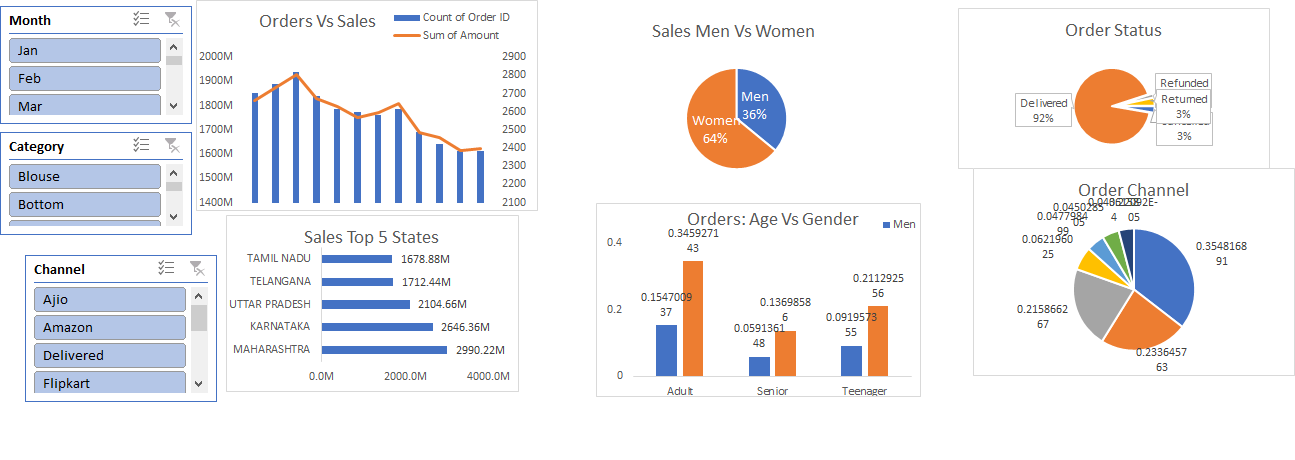 Month
Jan
Feb
Mar
Category
Blouse
Bottom
Channel
Ajio
Amazon
Delivered
Flipkart
Orders Vs Sales
Count of Order ID
Sum of Amount
2000M
1900M
1800M
1700M
1600M
1500M
1400M
2900
2800
2700
2600
2500
2400
2300
2200
2100
Sales Top 5 States
TAMIL NADU
1678.88M
TELANGANA
1712.44M
UTTAR PRADESH
2104.66M
KARNATAKA
2646.36M
MAHARASHTRA
2990.22M
0.0M
2000.0M
4000.0M
Sales Men Vs Women
Men
36%
Women
64%
Orders: Age Vs Gender
Men
0.4
0.2
0
0.1547009
37
0.3459271
43
0.0591361
48
0.1369858
6
0.0919573
55
0.2112925
56
Adult
Senior
Teenager
Order Status
Delivered
92%
Refunded
Returned
3%
3%
Order Channel
0.3548168
91
0.2336457
63
0.2158662
67
0.0621960
25
0.0477984
99
0.0450285
05